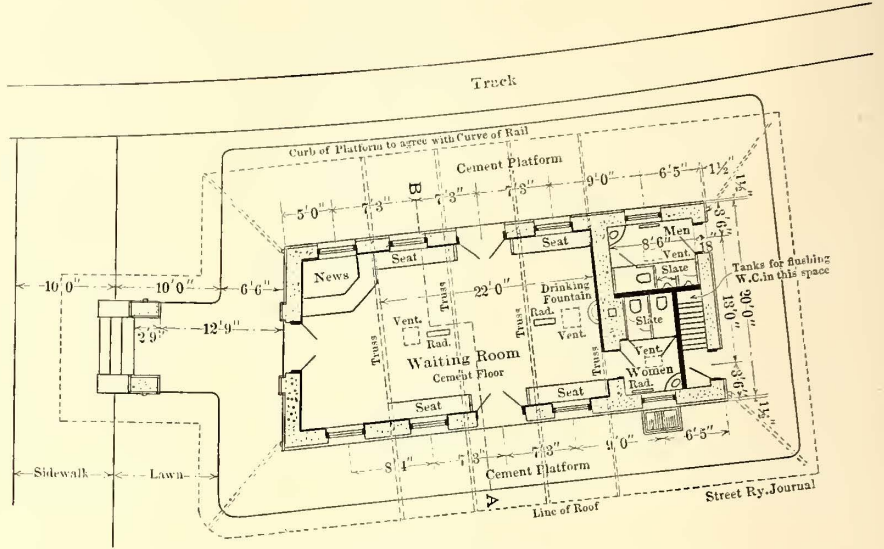 Track
Curb of Platform to agree with Curve of Rail
Cement Platform
5'0"
7'3"
B
7'3"
7'3"
9'0"
6'5"
1½"
1½"
3'6"
Men
8'6"
18"
Seat
Seat
News
Vent.
Slate
Tanks for flushing
W.C. in this space
10'0"
10'0"
6'6"
22'0"
Drinking
Fountain
Rad.
Truss
Truss
Truss
Truss
Vent.
Rad.
Vent.
Slate
13'0"
2'9"
12'9"
Waiting Room
Cement Floor
Vent.
Women
Rad.
3'6"
1½"
Seat
Seat
Sidewalk
Lawn
8'4"
7'3"
7'3"
9'0"
6'5"
Cement Platform
A
Line of Roof
Street Ry. Journal